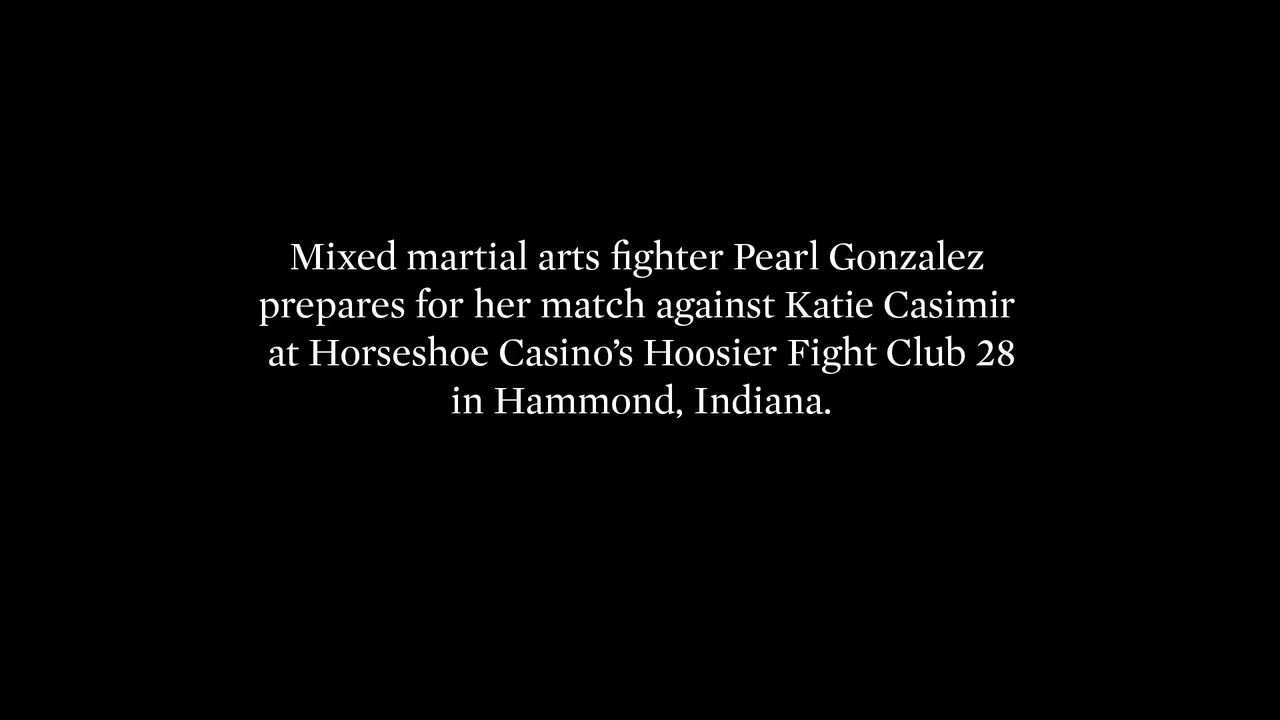 Mixed martial arts fighter Pearl Gonzalez
prepares for her match against Katie Casimir
at Horseshoe Casino’s Hoosier Fight Club 28
in Hammond, Indiana.